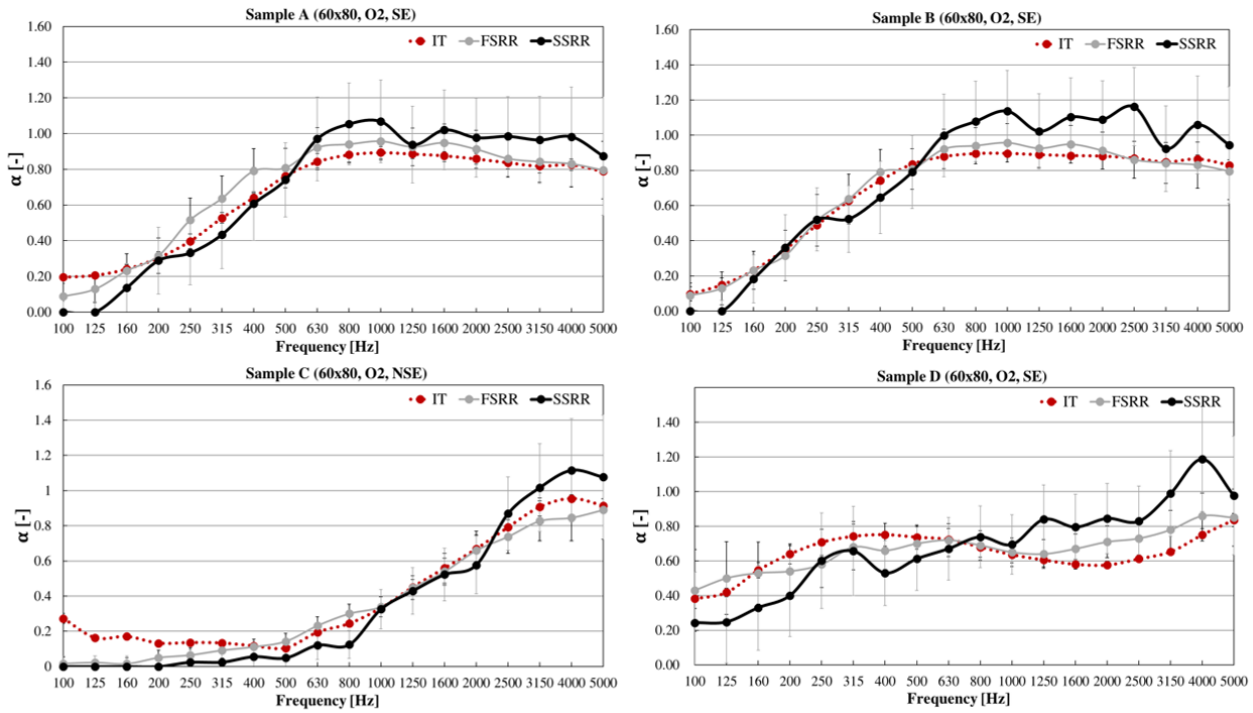 Sample A (60x80, O2, SE)
IT FSRR SSRR
1.60
1.40
1.20
1.00
0.80
0.60
0.40
0.20
0.00
α [-]
100 125 160 200 250 315 400 500 630 800 1000 1250 1600 2000 2500 3150 4000 5000
Frequency [Hz]
Sample B (60x80, O2, SE)
IT FSRR SSRR
1.60
1.40
1.20
1.00
0.80
0.60
0.40
0.20
0.00
α [-]
100 125 160 200 250 315 400 500 630 800 1000 1250 1600 2000 2500 3150 4000 5000
Frequency [Hz]
Sample C (60x80, O2, NSE)
IT FSRR SSRR
1.6
1.4
1.2
1
0.8
0.6
0.4
0.2
0
α [-]
100 125 160 200 250 315 400 500 630 800 1000 1250 1600 2000 2500 3150 4000 5000
Frequency [Hz]
Sample D (60x80, O2, SE)
IT FSRR SSRR
1.40
1.20
1.00
0.80
0.60
0.40
0.20
0.00
α [-]
100 125 160 200 250 315 400 500 630 800 1000 1250 1600 2000 2500 3150 4000 5000
Frequency [Hz]